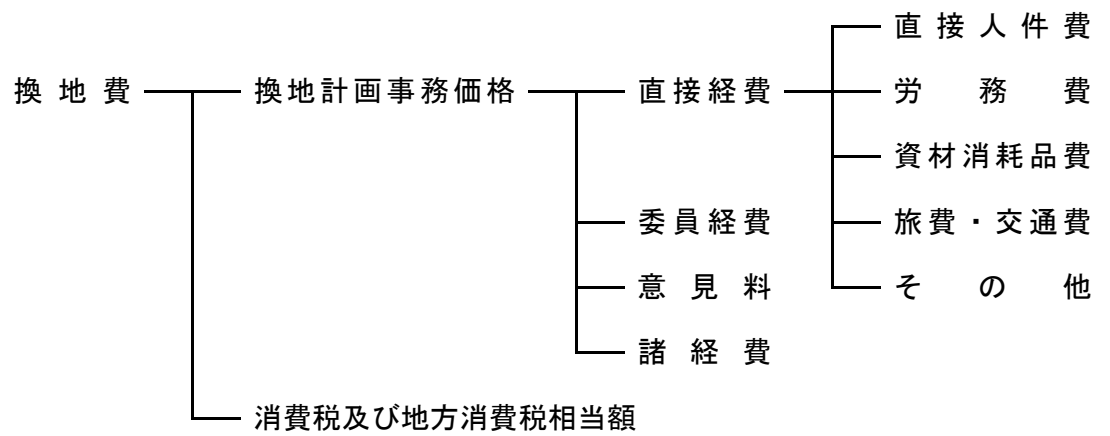 直接人件費
換地費 換地計画事務価格 直接経費 労務費
資材消耗品費
委員経費 旅費・交通費
意見料 その他
諸経費
消費税及び地方消費税相当額